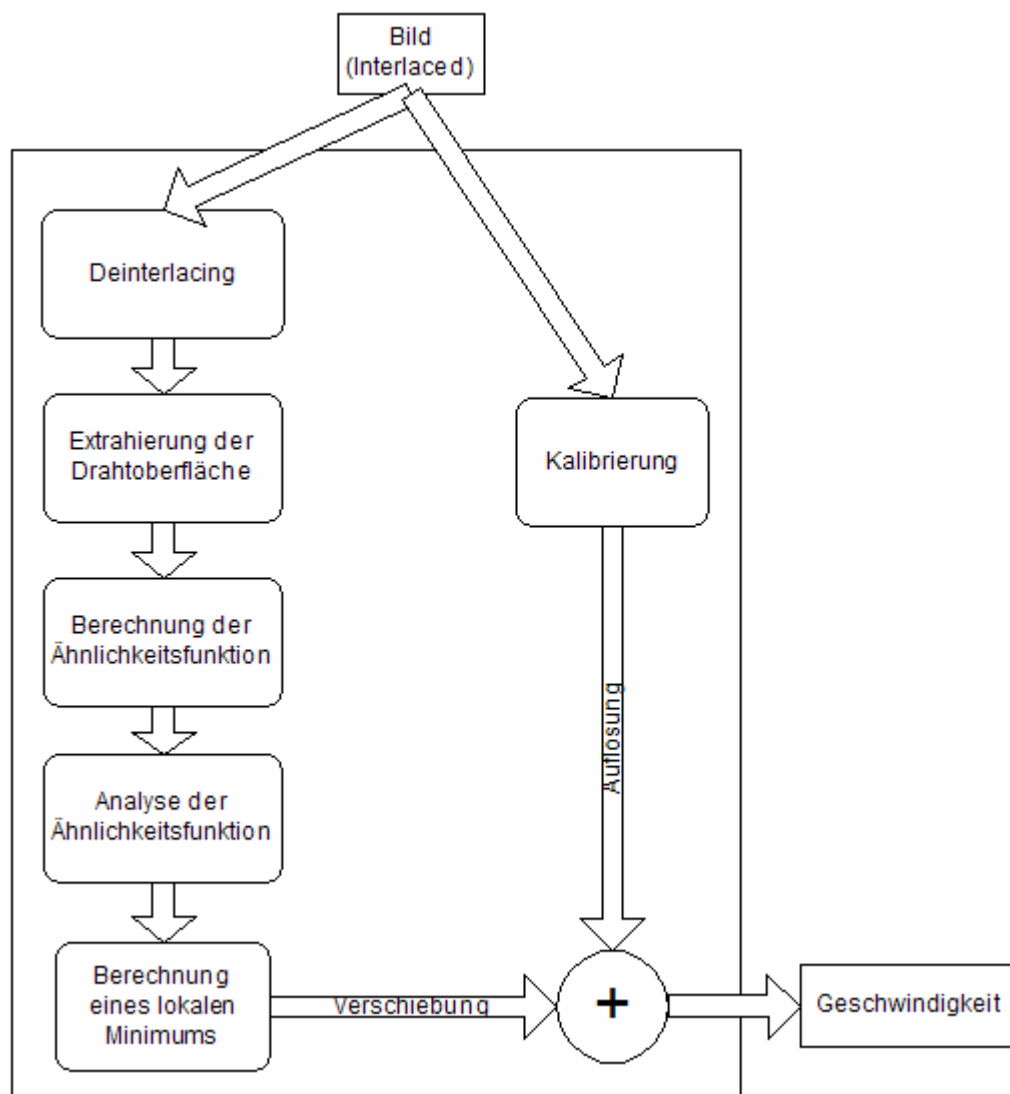 Bild
(Interlaced)
Deinterlacing
Extrahierung der
Drahtoberfläche
Kalibrierung
Berechnung der
Ähnlichkeitsfunktion
Auflösung
Analyse der
Ähnlichkeitsfunktion
Berechnung
eines lokalen
Minimums
Verschiebung
+
Geschwindigkeit